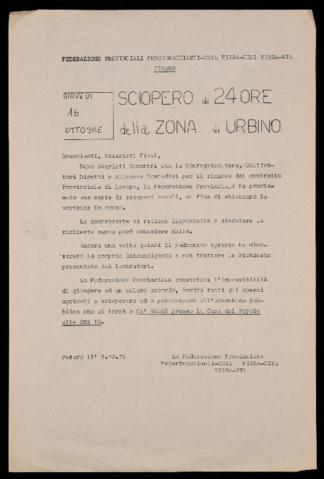 FEDERAZIONE PROVINCIALE FEDERBRACCIANTI-CGIL FISBA-CISL UISBA-UIL
PESARO
GIOVEDI
16
OTTOBRE
SCIOPERO di 24 ORE
della ZONA di URBINO
Braccianti, Salariati Fissi,
Dopo svariati incontri con la Confagricoltura, Coltiva-
tori Diretti e Alleanza Contadini per il rinnovo del contratto
Provinciale di Lavoro, la Federazione Provinciale ha procla-
mato una serie di scioperi zonali, al fine di sbloccare la
vertenza in corso.
La controparte si ritiene disponibile a discutere le
richieste senza però concedere nulla.
Ancora una volta quindi il padronato agrario ha dimo-
strato la propria intransigenza a non trattare le richieste
presentate dai lavoratori.
La Federazione Provinciale constatata l'impossibilità
di giungere ad un valoro accordo, invita tutti gli operai
agricoli a scioperare ed a partecipare all'assemblea pub-
blica che si terrà a CA' GALLO presso la Casa del Popolo
alle ORE 10.
Pesaro li' 9.10.75
La Federazione Provinciale
Federbraccianti-CGIL FISBA-CISL
UISBA-UIL